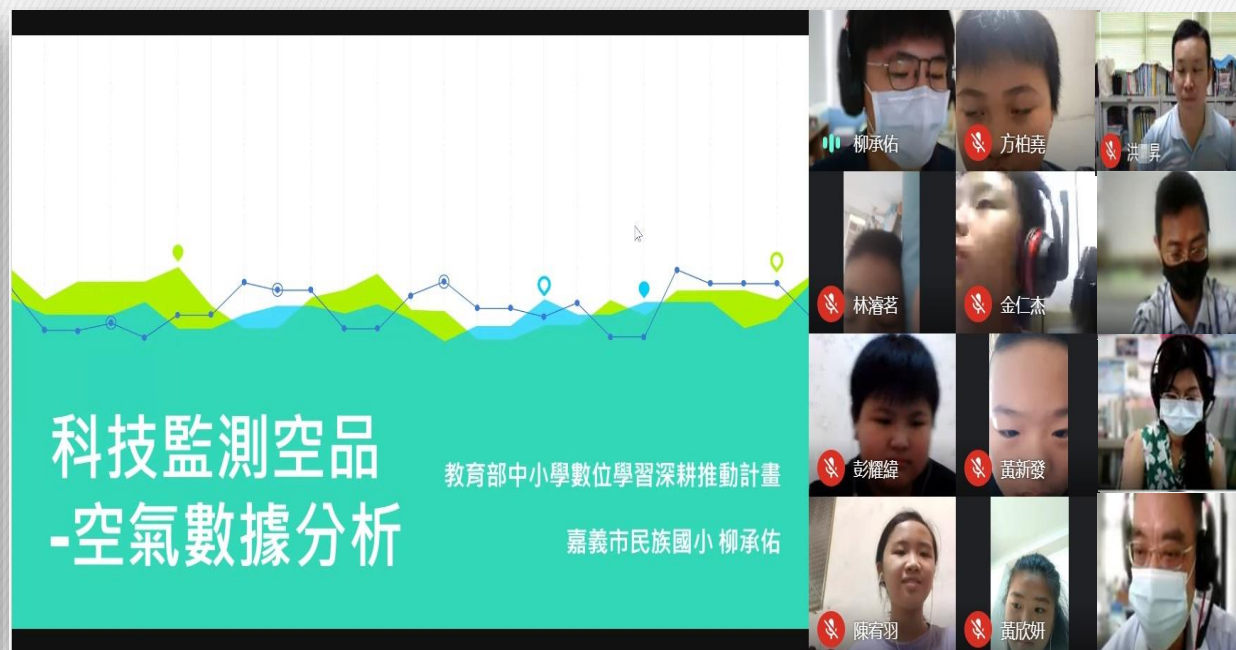 科技監測空品
-空氣數據分析
教育部中小學數位學習深耕推動計畫
嘉義市民族國小 柳承佑
柳承佑
方柏堯
洪 昇
林濬茗
金仁杰
彭耀緯
黃新發
陳宥羽
黃欣妍